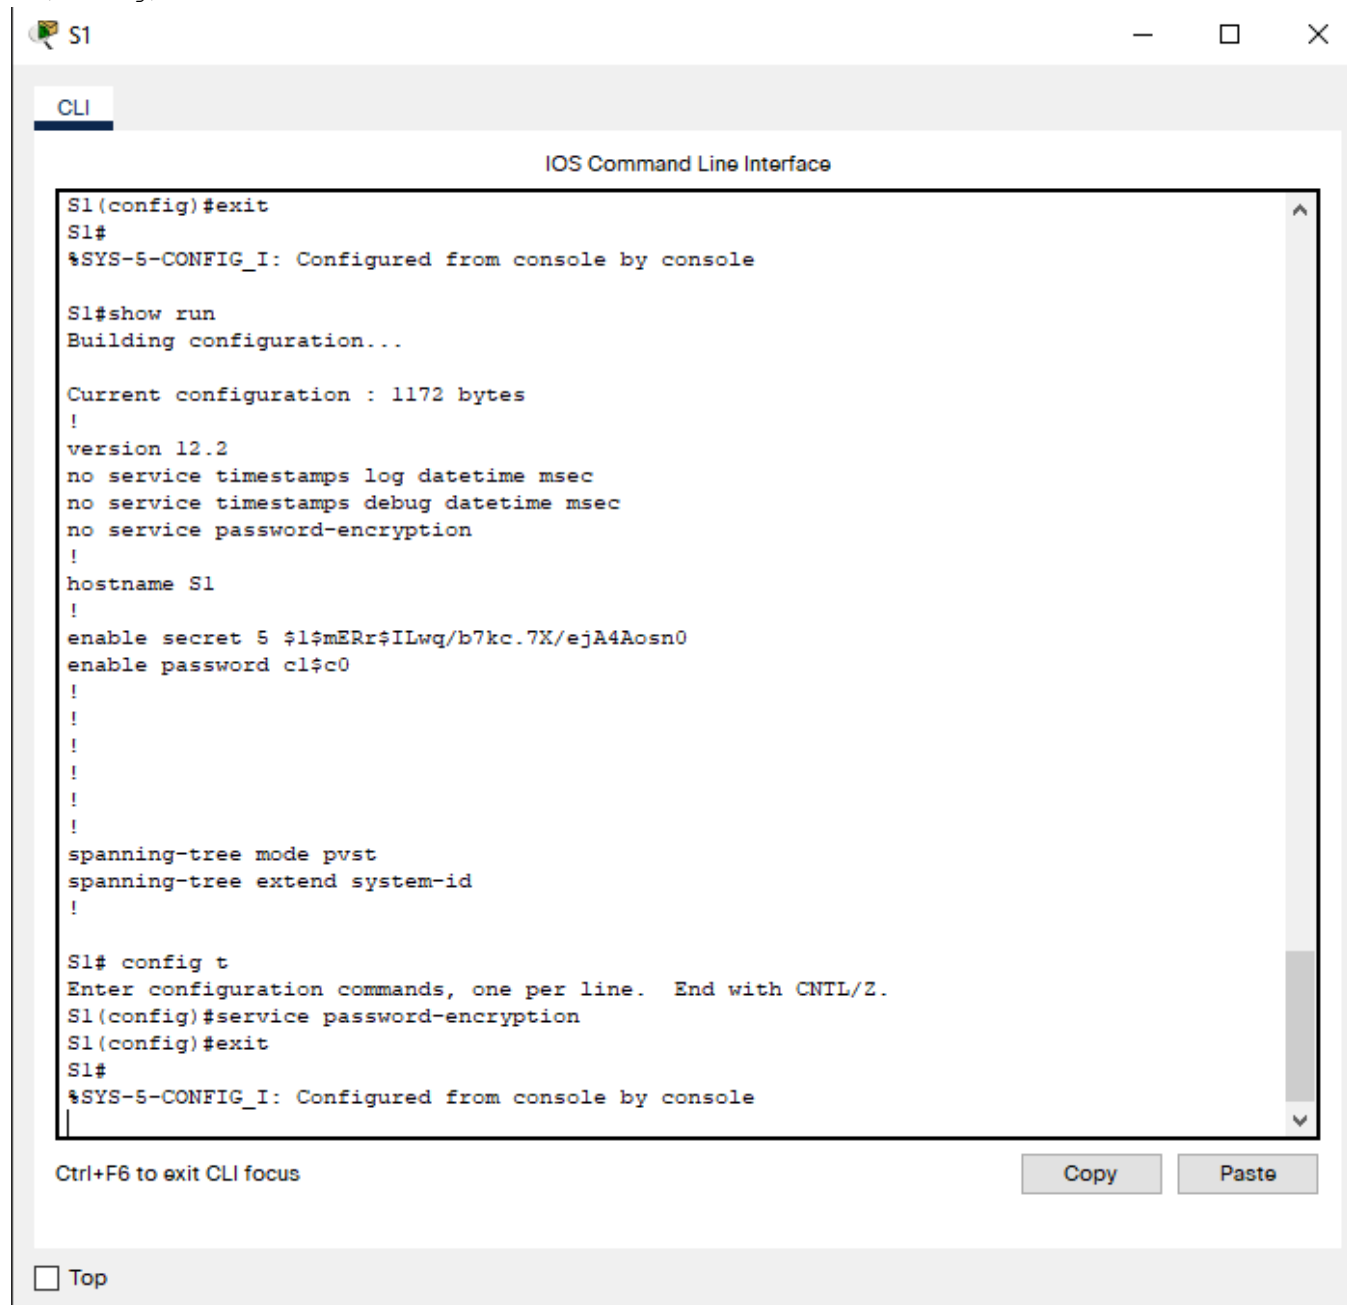 S1
CLI
IOS Command Line Interface
S1(config)#exit
S1#
%SYS-5-CONFIG_I: Configured from console by console
S1#show run
Building configuration...
Current configuration : 1172 bytes
!
version 12.2
no service timestamps log datetime msec
no service timestamps debug datetime msec
no service password-encryption
!
hostname S1
!
enable secret 5 $1$mERr$ILwq/b7kc.7X/ejA4Aosn0
enable password c1$c0
!
!
!
!
!
!
spanning-tree mode pvst
spanning-tree extend system-id
!
S1# config t
Enter configuration commands, one per line.  End with CNTL/Z.
S1(config)#service password-encryption
S1(config)#exit
S1#
%SYS-5-CONFIG_I: Configured from console by console
Ctrl+F6 to exit CLI focus
Copy
Paste
Top